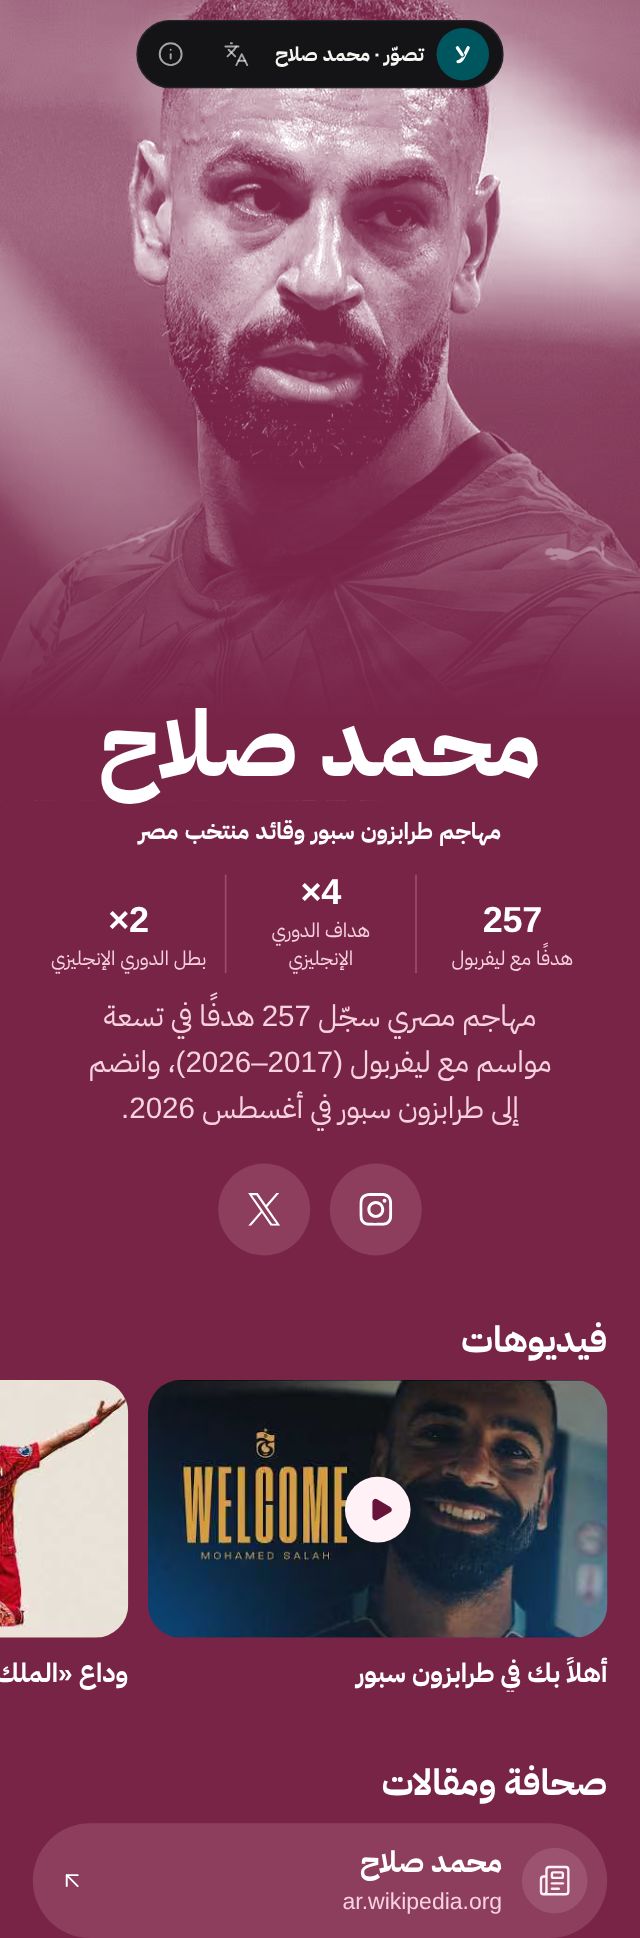 تصوّر · محمد صلاح
محمد صلاح
مهاجم طرابزون سبور وقائد منتخب مصر
257
هدفًا مع ليفربول
×4
هداف الدوري
الإنجليزي
×2
بطل الدوري الإنجليزي
مهاجم مصري سجّل 257 هدفًا في تسعة
مواسم مع ليفربول (2017–2026)، وانضم
إلى طرابزون سبور في أغسطس 2026.
فيديوهات
WELCOME
MOHAMED SALAH
أهلاً بك في طرابزون سبور
وداع «الملك
صحافة ومقالات
محمد صلاح
ar.wikipedia.org